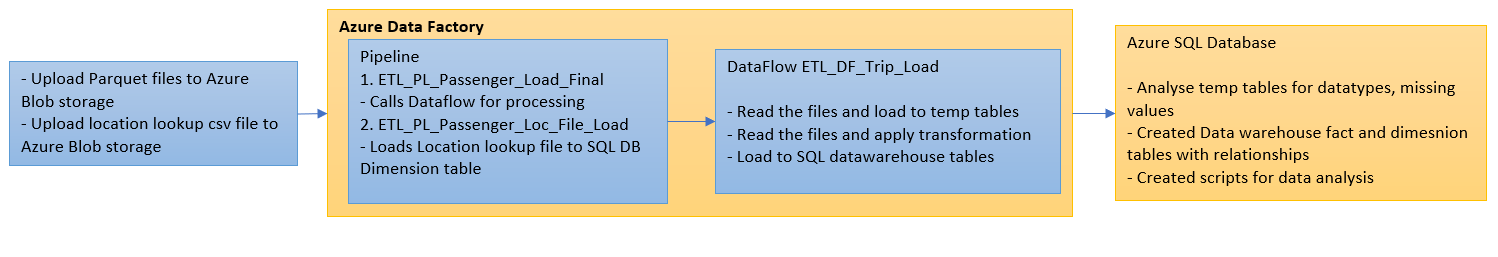 - Upload Parquet files to Azure
Blob storage
- Upload location lookup csv file to
Azure Blob storage
Azure Data Factory
Pipeline
1. ETL_PL_Passenger_Load_Final
- Calls Dataflow for processing
2. ETL_PL_Passenger_Loc_File_Load
- Loads Location lookup file to SQL DB
Dimension table
DataFlow ETL_DF_Trip_Load
- Read the files and load to temp tables
- Read the files and apply transformation
- Load to SQL datawarehouse tables
Azure SQL Database
- Analyse temp tables for datatypes, missing
values
- Created Data warehouse fact and dimesnion
tables with relationships
- Created scripts for data analysis